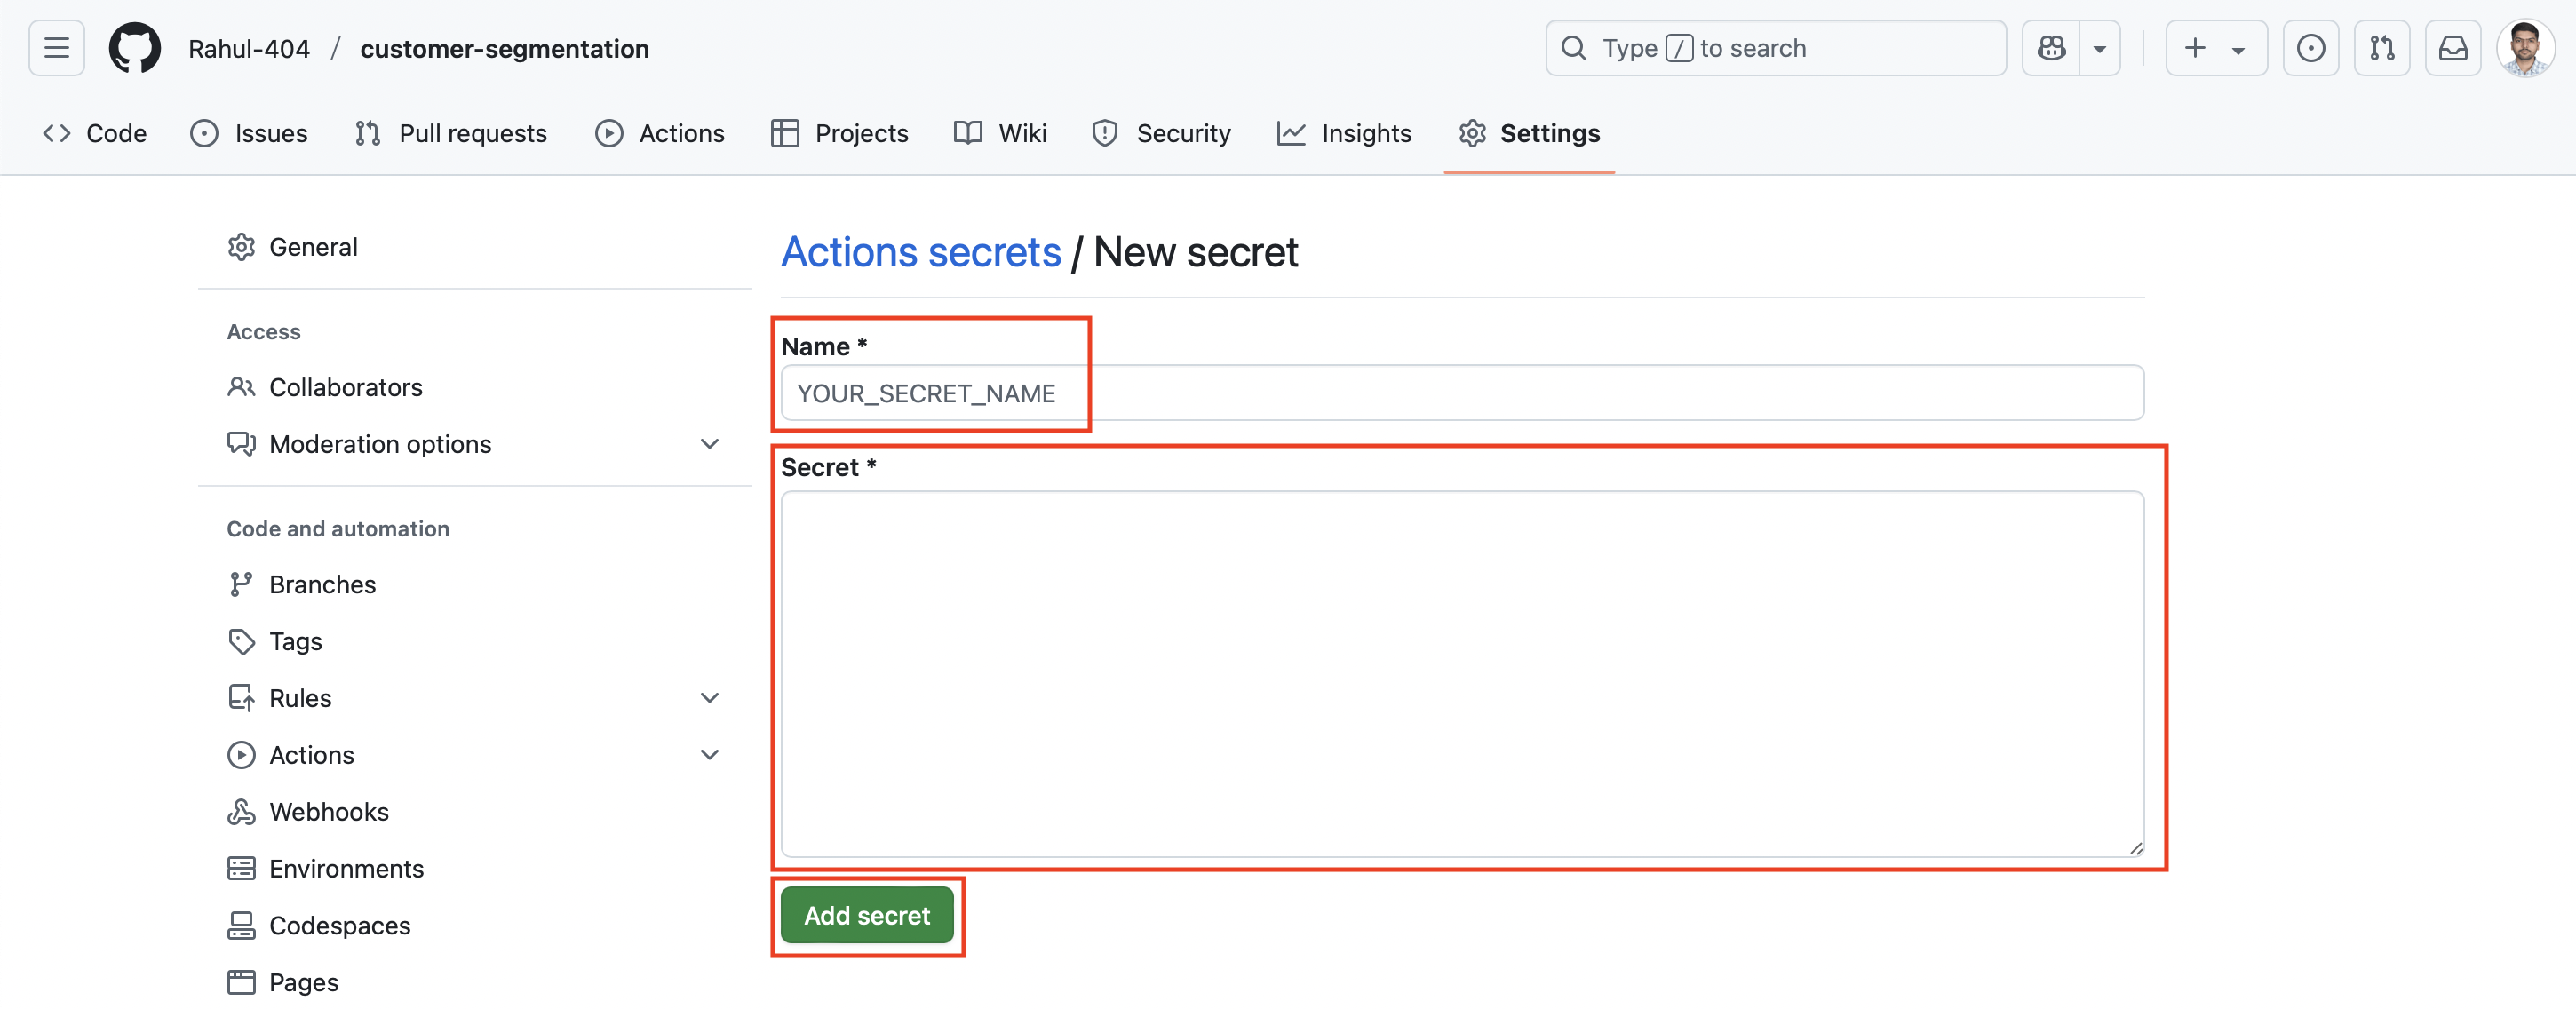 Rahul-404 / customer-segmentation
Type / to search
Code Issues Pull requests Actions Projects Wiki Security Insights Settings
General
Access
Collaborators
Moderation options
Code and automation
Branches
Tags
Rules
Actions
Webhooks
Environments
Codespaces
Pages
Actions secrets / New secret
Name *
YOUR_SECRET_NAME
Secret *
Add secret